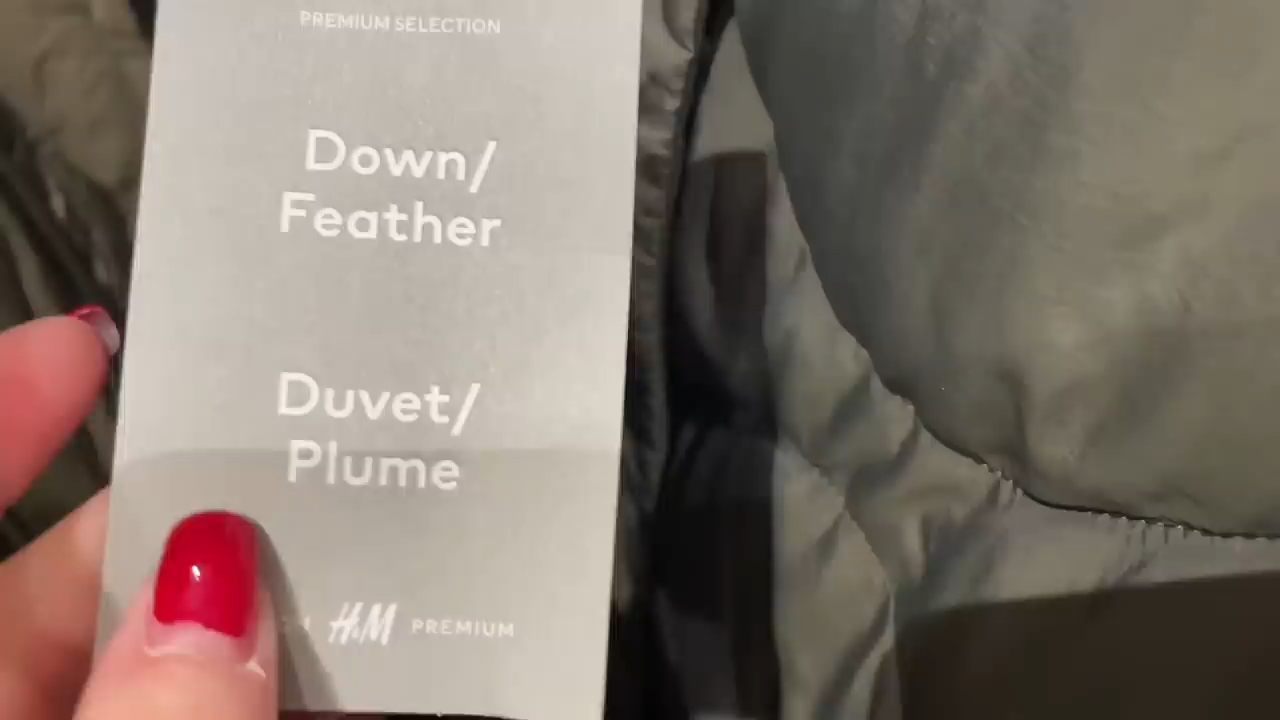 PREMIUM SELECTION
Down/
Feather
Duvet/
Plume
H&M PREMIUM